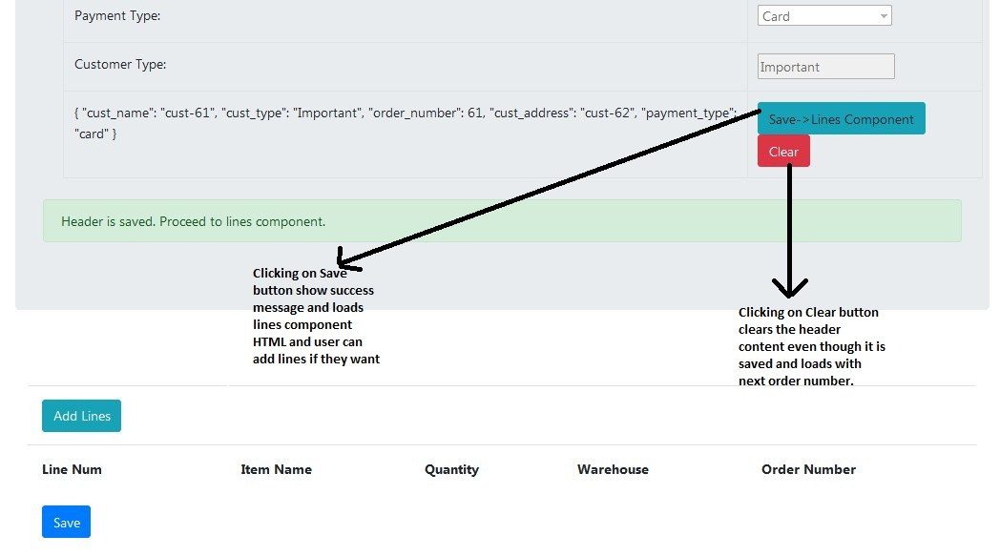 Payment Type:
Card
Customer Type:
Important
{ "cust_name": "cust-61", "cust_type": "Important", "order_number": 61, "cust_address": "cust-62", "payment_type":
"card" }
Save->Lines Component
Clear
Header is saved. Proceed to lines component.
Clicking on Save
button show success
message and loads
lines component
HTML and user can
add lines if they want
Clicking on Clear button
clears the header
content even though it is
saved and loads with
next order number.
Add Lines
Line Num
Item Name
Quantity
Warehouse
Order Number
Save